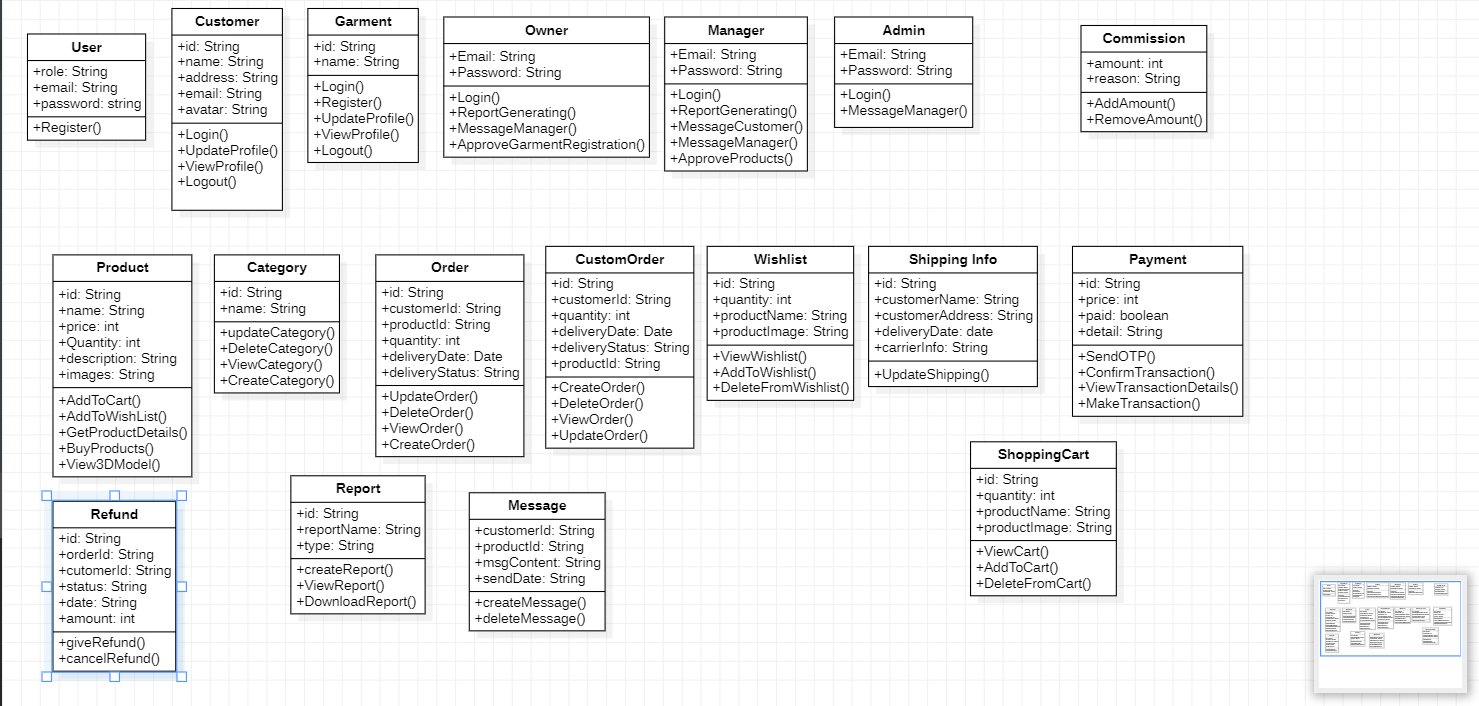 User
+role: String
+email: String
+password: string
+Register()
Customer
+id: String
+name: String
+address: String
+email: String
+avatar: String
+Login()
+UpdateProfile()
+ViewProfile()
+Logout()
Garment
+id: String
+name: String
+Login()
+Register()
+UpdateProfile()
+ViewProfile()
+Logout()
Owner
+Email: String
+Password: String
+Login()
+ReportGenerating()
+MessageManager()
+ApproveGarmentRegistration()
Manager
+Email: String
+Password: String
+Login()
+ReportGenerating()
+MessageCustomer()
+MessageManager()
+ApproveProducts()
Admin
+Email: String
+Password: String
+Login()
+MessageManager()
Commission
+amount: int
+reason: String
+AddAmount()
+RemoveAmount()
Product
+id: String
+name: String
+price: int
+Quantity: int
+description: String
+images: String
+AddToCart()
+AddToWishList()
+GetProductDetails()
+BuyProducts()
+View3DModel()
Category
+id: String
+name: String
+updateCategory()
+DeleteCategory()
+ViewCategory()
+CreateCategory()
Order
+id: String
+customerId: String
+productId: String
+quantity: int
+deliveryDate: Date
+deliveryStatus: String
+UpdateOrder()
+DeleteOrder()
+ViewOrder()
+CreateOrder()
CustomOrder
+id: String
+customerId: String
+quantity: int
+deliveryDate: Date
+deliveryStatus: String
+productId: String
+CreateOrder()
+DeleteOrder()
+ViewOrder()
+UpdateOrder()
Wishlist
+id: String
+quantity: int
+productName: String
+productImage: String
+ViewWishlist()
+AddToWishlist()
+DeleteFromWishlist()
Shipping Info
+id: String
+customerName: String
+customerAddress: String
+deliveryDate: date
+carrierInfo: String
+UpdateShipping()
Payment
+id: String
+price: int
+paid: boolean
+detail: String
+SendOTP()
+ConfirmTransaction()
+ViewTransactionDetails()
+MakeTransaction()
Refund
+id: String
+orderId: String
+cutomerId: String
+status: String
+date: String
+amount: int
+giveRefund()
+cancelRefund()
Report
+id: String
+reportName: String
+type: String
+createReport()
+ViewReport()
+DownloadReport()
Message
+customerId: String
+productId: String
+msgContent: String
+sendDate: String
+createMessage()
+deleteMessage()
ShoppingCart
+id: String
+quantity: int
+productName: String
+productImage: String
+ViewCart()
+AddToCart()
+DeleteFromCart()